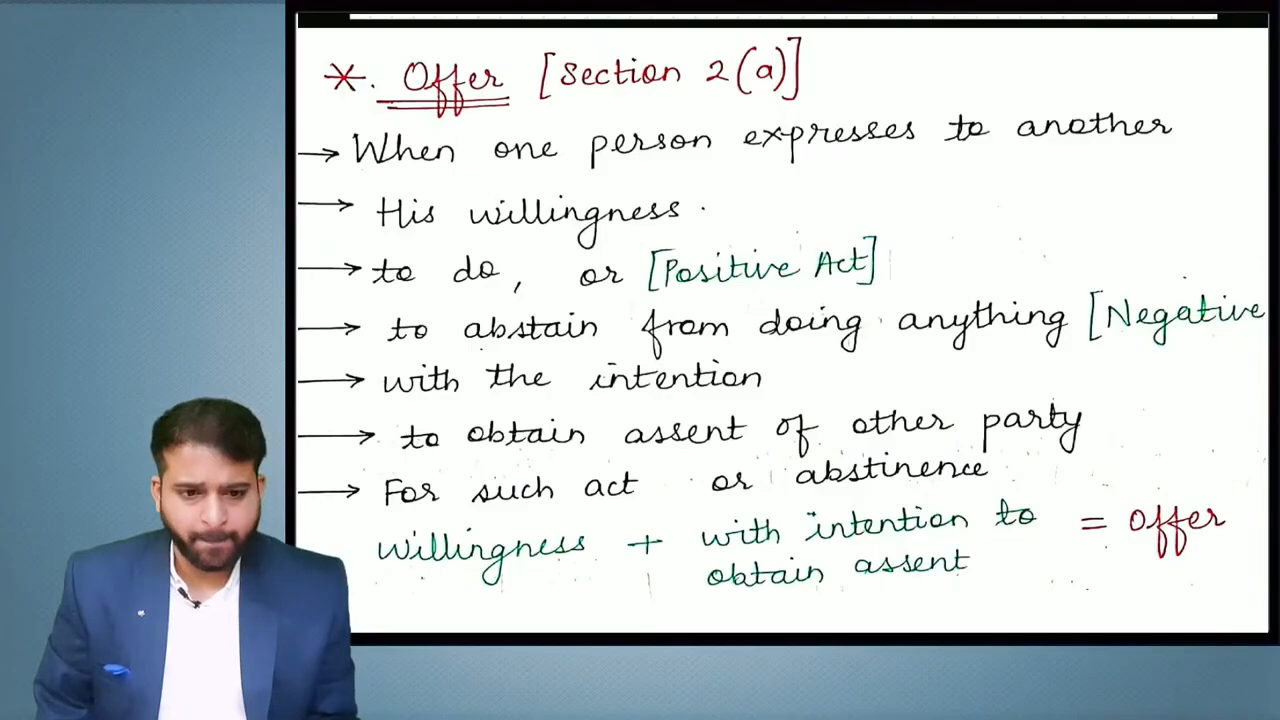 *. Offer [Section 2(a)]
→ When one person expresses to another
→ His willingness.
→ to do, or [Positive Act]
→ to abstain from doing anything [Negative
→ with the intention
→ to obtain assent of other party
→ For such act or abstinence
willingness + with intention to obtain assent = Offer